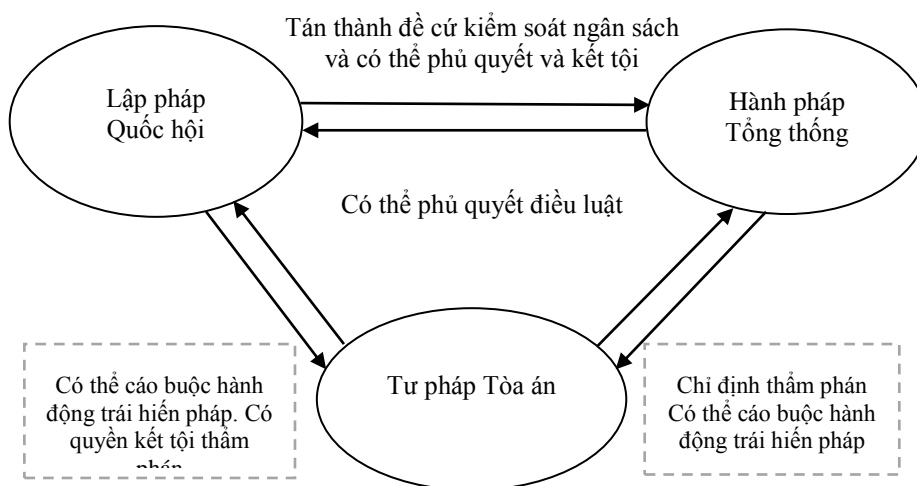 Tán thành đề cứ kiểm soát ngân sách
và có thể phủ quyết và kết tội
Lập pháp
Quốc hội
Hành pháp
Tổng thống
Có thể phủ quyết điều luật
Tư pháp Tòa án
Có thể cáo buộc hành
động trái hiến pháp. Có
quyền kết tội thẩm
phán
Chỉ định thẩm phán
Có thể cáo buộc hành
động trái hiến pháp